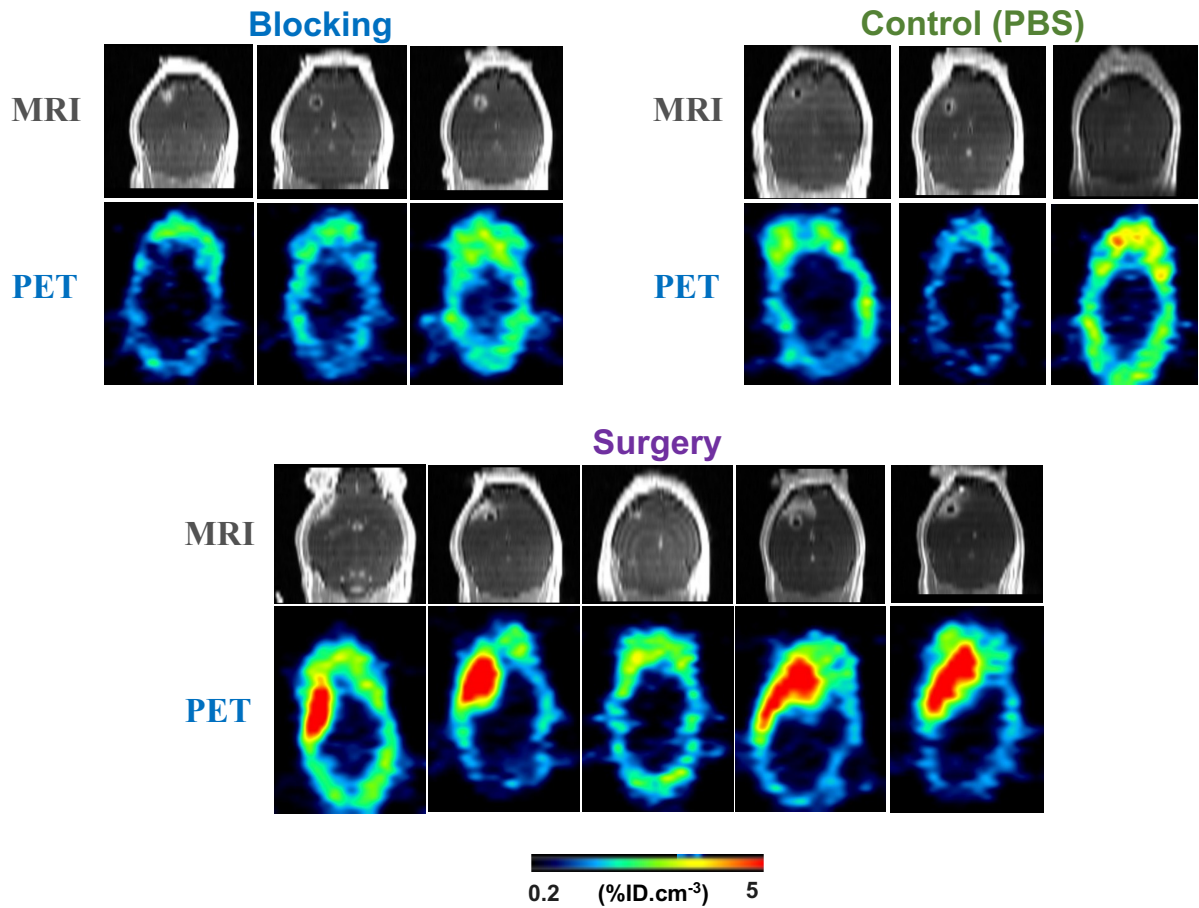 Blocking
Control (PBS)
MRI
MRI
PET
PET
Surgery
MRI
PET
0.2 (%ID.cm⁻³) 5